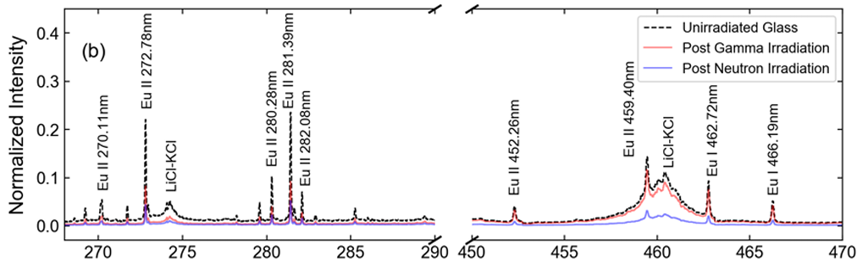 Normalized Intensity
0.4
0.3
0.2
0.1
0.0
(b)
Eu II 270.11nm
Eu II 272.78nm
LiCl-KCl
Eu II 280.28nm
Eu II 281.39nm
Eu II 282.08nm
Eu II 452.26nm
Eu II 459.40nm
LiCl-KCl
Eu I 462.72nm
Eu I 466.19nm
Unirradiated Glass
Post Gamma Irradiation
Post Neutron Irradiation
270
275
280
285
290
450
455
460
465
470